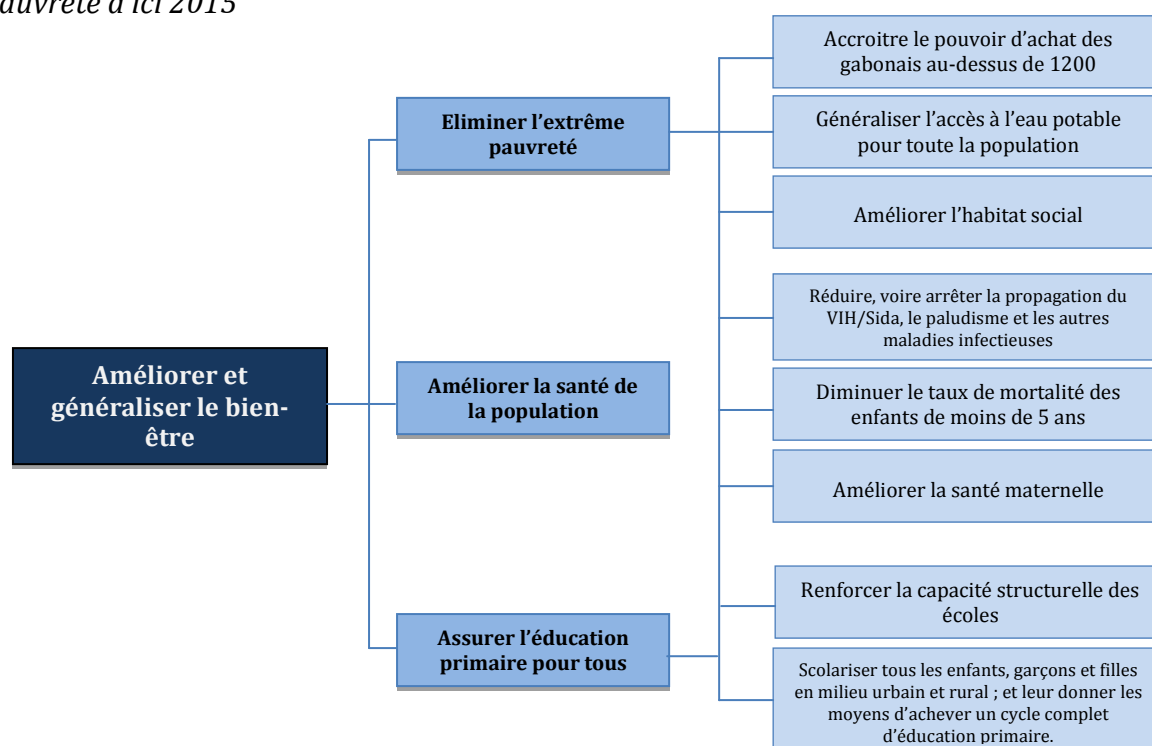 auvreté d'ici 2015
Accroitre le pouvoir d'achat des
gabonais au-dessus de 1200
Eliminer l'extrême
pauvreté
Généraliser l'accès à l'eau potable
pour toute la population
Améliorer l'habitat social
Réduire, voire arrêter la propagation du
VIH/Sida, le paludisme et les autres
maladies infectieuses
Améliorer et
généraliser le bien-
être
Améliorer la santé de
la population
Diminuer le taux de mortalité des
enfants de moins de 5 ans
Améliorer la santé maternelle
Renforcer la capacité structurelle des
écoles
Assurer l'éducation
primaire pour tous
Scolariser tous les enfants, garçons et filles
en milieu urbain et rural ; et leur donner les
moyens d'achever un cycle complet
d'éducation primaire.